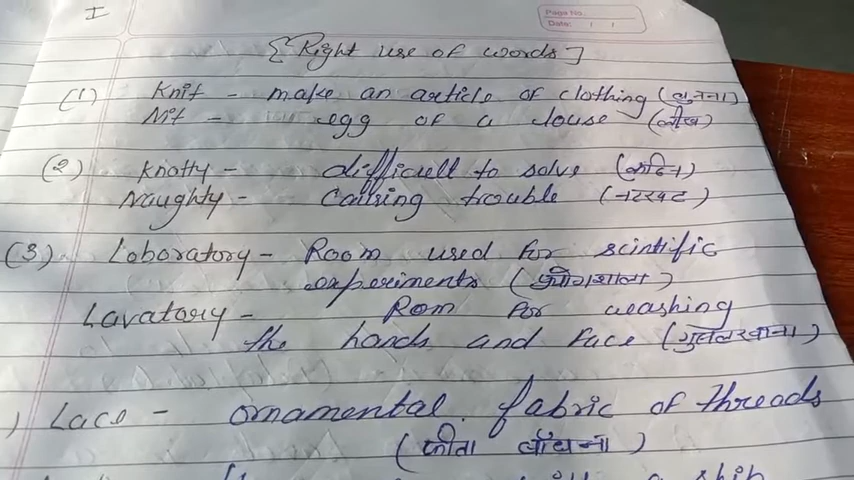 I
Page No.
Date: / /
{Right use of words]
(1) Knit - make an article of clothing (बुनना)
Nit - egg of a louse (लीख)
(2) Knotty - difficult to solve (कठिन)
Naughty - Causing trouble (नटखट)
(3) Loboratory - Room used for scintific
experiments (प्रयोगशाला)
Lavatory - Rom for washing
the hands and Face (गुसलखाना)
) Lace - ornamental. fabric of threads
(फीता बाँधना)
a ship